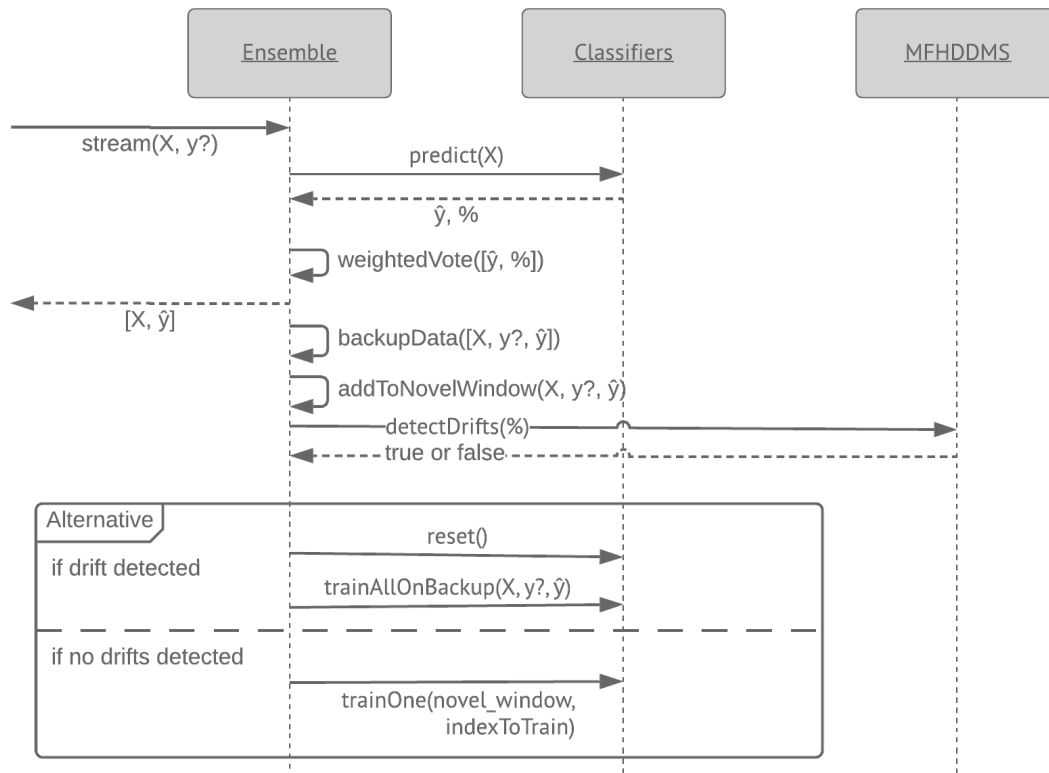 Ensemble
Classifiers
MFHDDMS
stream(X, y?)
predict(X)
ŷ, %
weightedVote([ŷ, %])
[X, ŷ]
backupData([X, y?, ŷ])
addToNovelWindow(X, y?, ŷ)
detectDrifts(%)
true or false
Alternative
reset()
if drift detected
trainAllOnBackup(X, y?, ŷ)
if no drifts detected
trainOne(novel_window,
indexToTrain)